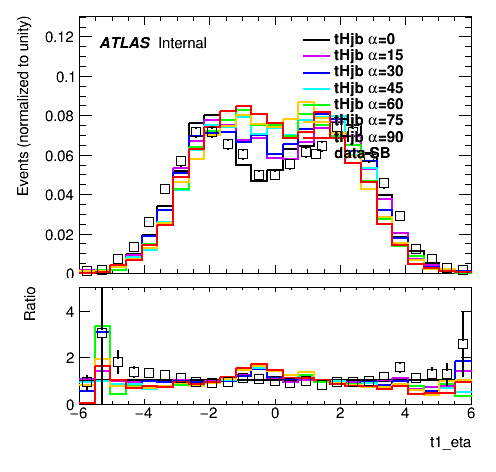 ATLAS Internal
tHjb α=0
tHjb α=15
tHjb α=30
tHjb α=45
tHjb α=60
tHjb α=75
tHjb α=90
data SB
Events (normalized to unity)
0.12
0.1
0.08
0.06
0.04
0.02
0
Ratio
4
2
0
−6 −4 −2 0 2 4 6
t1_eta